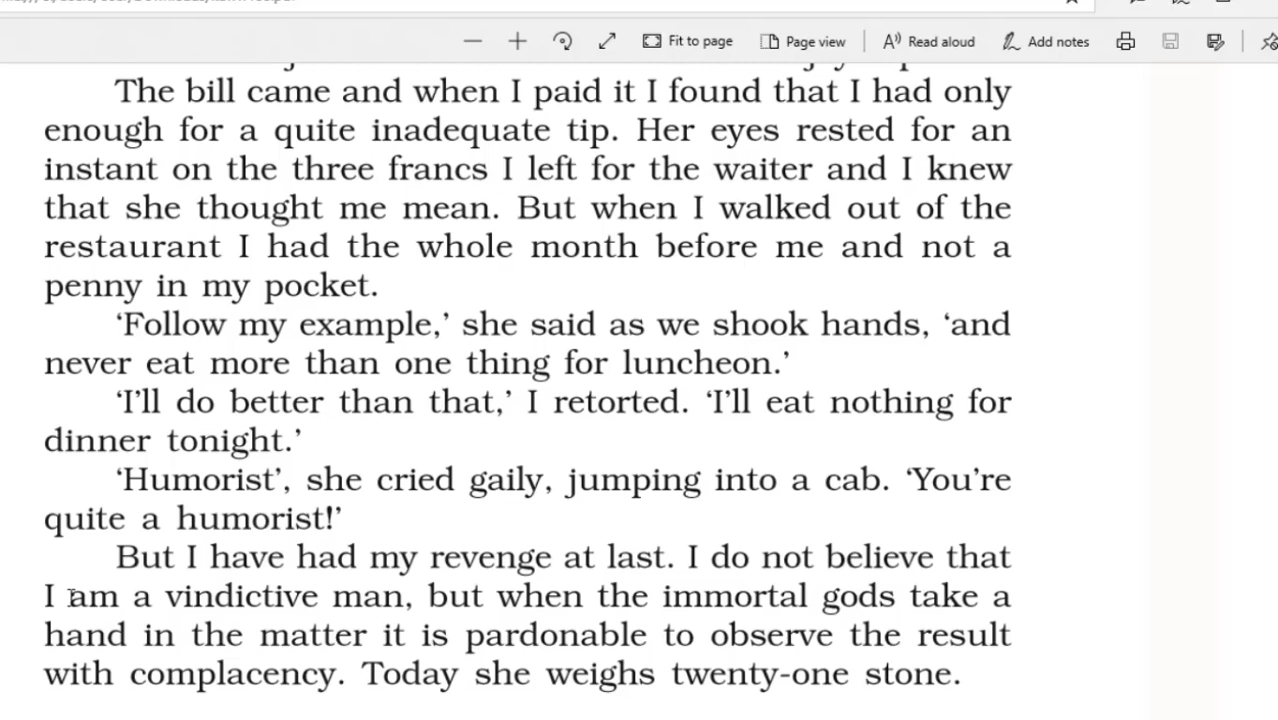 Fit to page
Page view
Read aloud
Add notes
The bill came and when I paid it I found that I had only
enough for a quite inadequate tip. Her eyes rested for an
instant on the three francs I left for the waiter and I knew
that she thought me mean. But when I walked out of the
restaurant I had the whole month before me and not a
penny in my pocket.
‘Follow my example,’ she said as we shook hands, ‘and
never eat more than one thing for luncheon.’
‘I’ll do better than that,’ I retorted. ‘I’ll eat nothing for
dinner tonight.’
‘Humorist’, she cried gaily, jumping into a cab. ‘You’re
quite a humorist!’
But I have had my revenge at last. I do not believe that
I am a vindictive man, but when the immortal gods take a
hand in the matter it is pardonable to observe the result
with complacency. Today she weighs twenty-one stone.